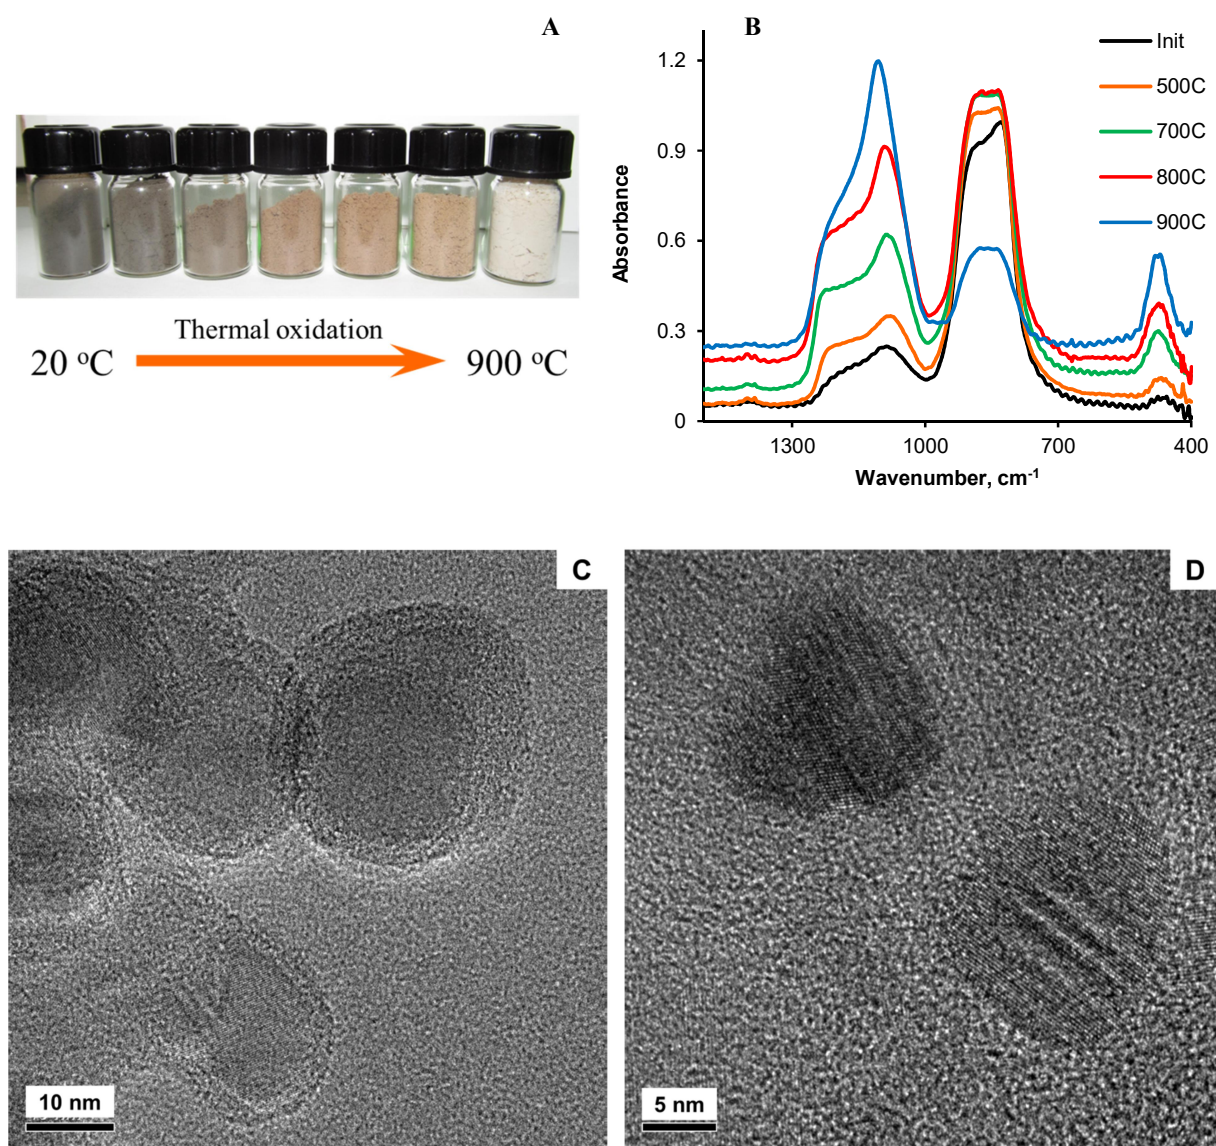 A
Thermal oxidation
20 °C
900 °C
B
Init
500C
700C
800C
900C
Absorbance
1.2
0.9
0.6
0.3
0
1300
1000
700
400
Wavenumber, cm⁻¹
C
10 nm
D
5 nm